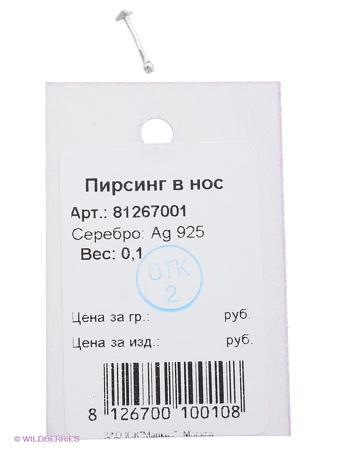 Пирсинг в нос
Арт.: 81267001
Серебро: Ag 925
Вес: 0,1
ОТК
2
Цена за гр.: руб.
Цена за изд.: руб.
8 126700 100108
© WILDBERRIES